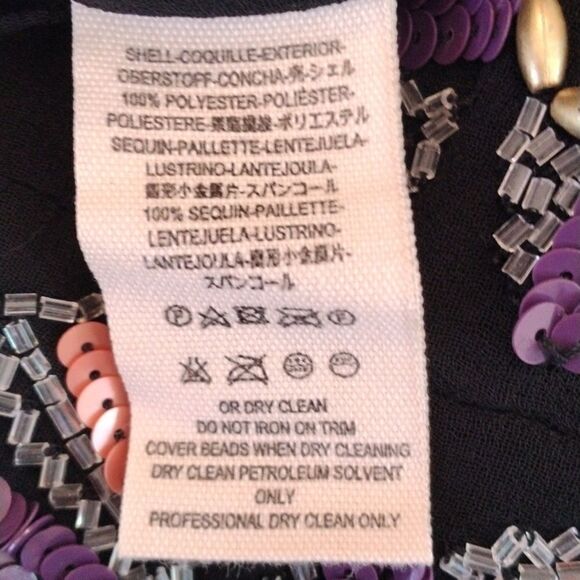 SHELL-COQUILLE-EXTERIOR-
OBERSTOFF-CONCHA-売-シェル
100% POLYESTER-POLIÉSTER-
POLIESTERE-聚酯纖維-ポリエステル
SEQUIN-PAILLETTE-LENTEJUELA-
LUSTRINO-LANTEJOULA-
圓形小金属片-スパンコール
100% SEQUIN-PAILLETTE-
LENTEJUELA-LUSTRINO-
LANTEJOULA-圓形小金属片-
スパンコール
P
OR DRY CLEAN
DO NOT IRON ON TRIM
COVER BEADS WHEN DRY CLEANING
DRY CLEAN PETROLEUM SOLVENT
ONLY
PROFESSIONAL DRY CLEAN ONLY